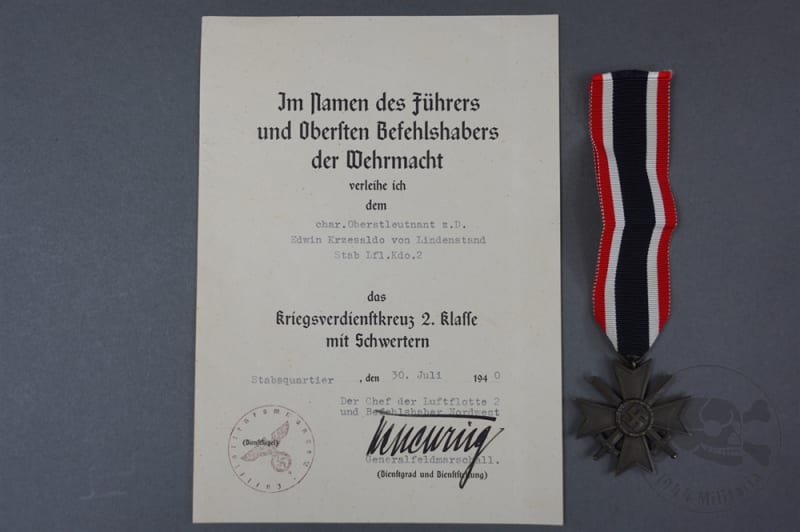 Im Namen des Führers
und Obersten Befehlshabers
der Wehrmacht
verleihe ich
dem
char.Oberstleutnant z.D.
Edwin Krzesaldo von Lindenstand
Stab Lfl.Kdo.2
das
Kriegsverdienstkreuz 2. Klasse
mit Schwertern
Stabsquartier , den 30. Juli 1940
Der Chef der Luftflotte 2
und Befehlshaber Nordwest
(Dienstsiegel)
Generalfeldmarschall.
(Dienstgrad und Dienststellung)
1944 Militaria